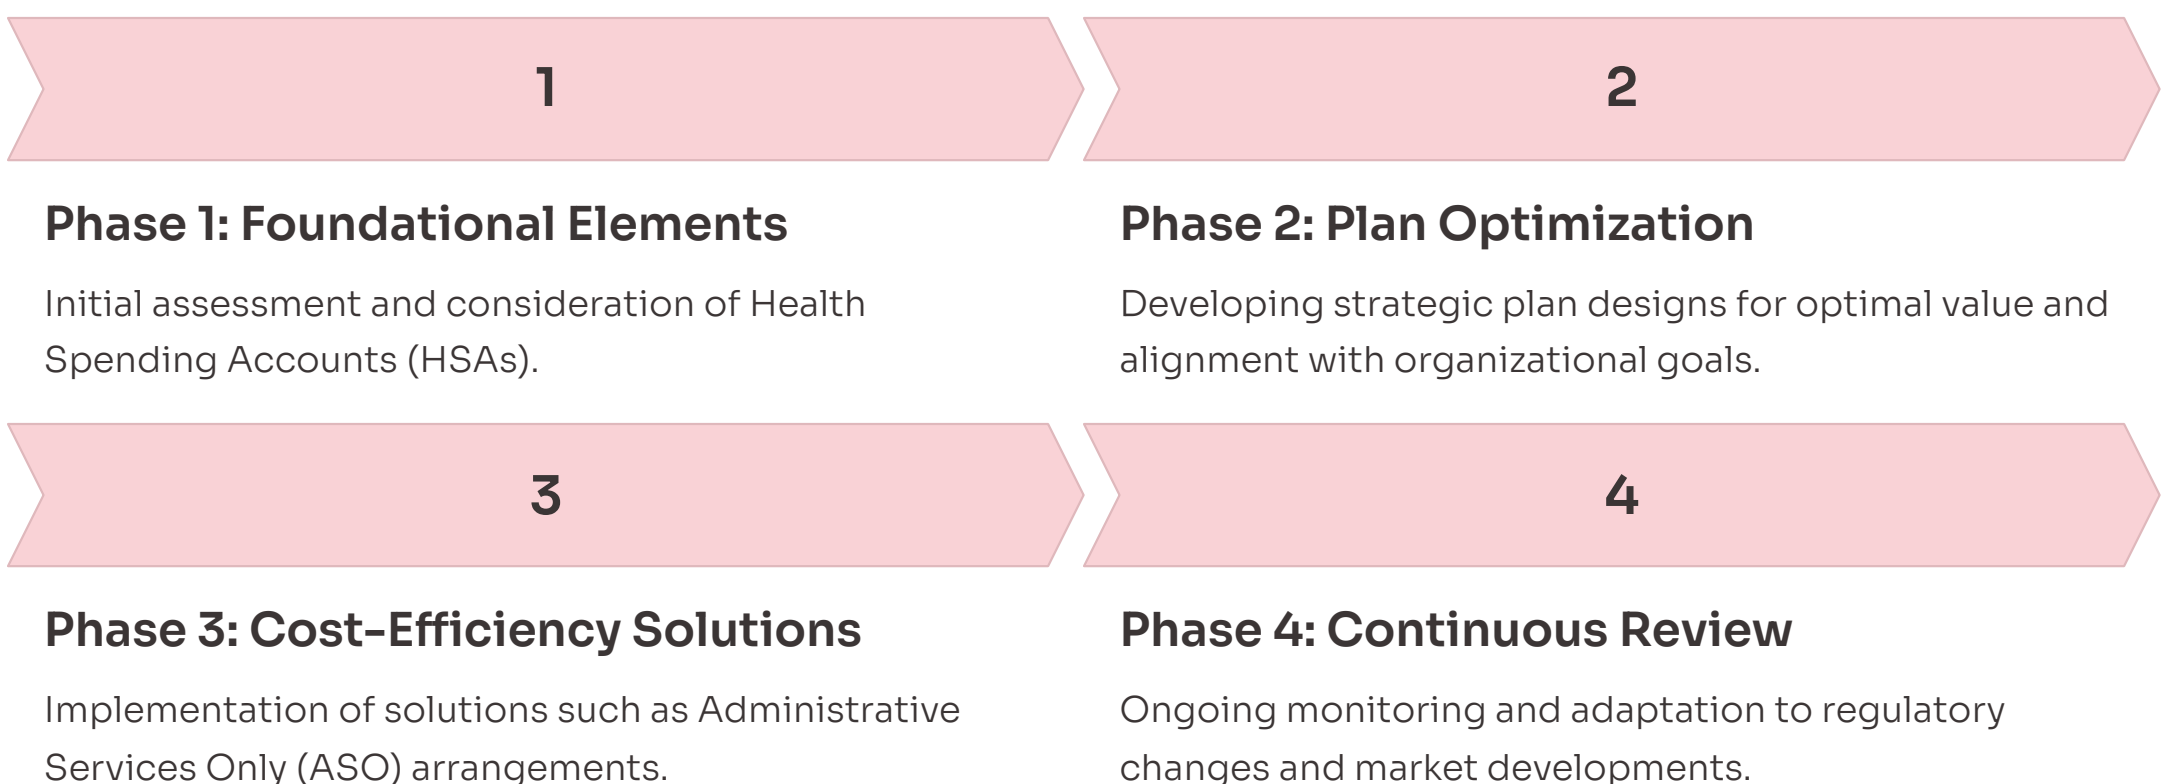 1
2
Phase 1: Foundational Elements
Initial assessment and consideration of Health
Spending Accounts (HSAs).
Phase 2: Plan Optimization
Developing strategic plan designs for optimal value and
alignment with organizational goals.
3
4
Phase 3: Cost-Efficiency Solutions
Implementation of solutions such as Administrative
Services Only (ASO) arrangements.
Phase 4: Continuous Review
Ongoing monitoring and adaptation to regulatory
changes and market developments.